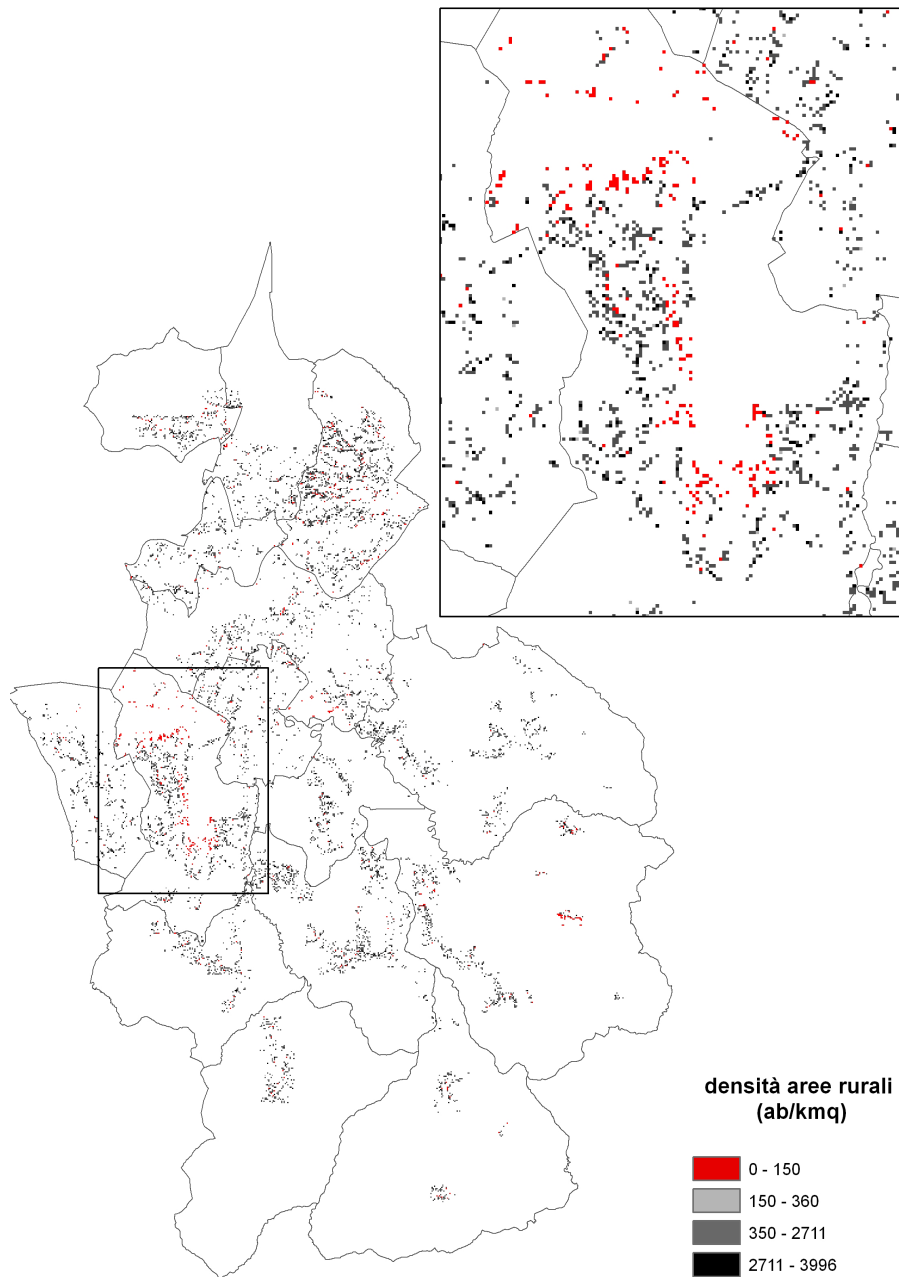 densità aree rurali
(ab/kmq)
0 - 150
150 - 360
350 - 2711
2711 - 3996